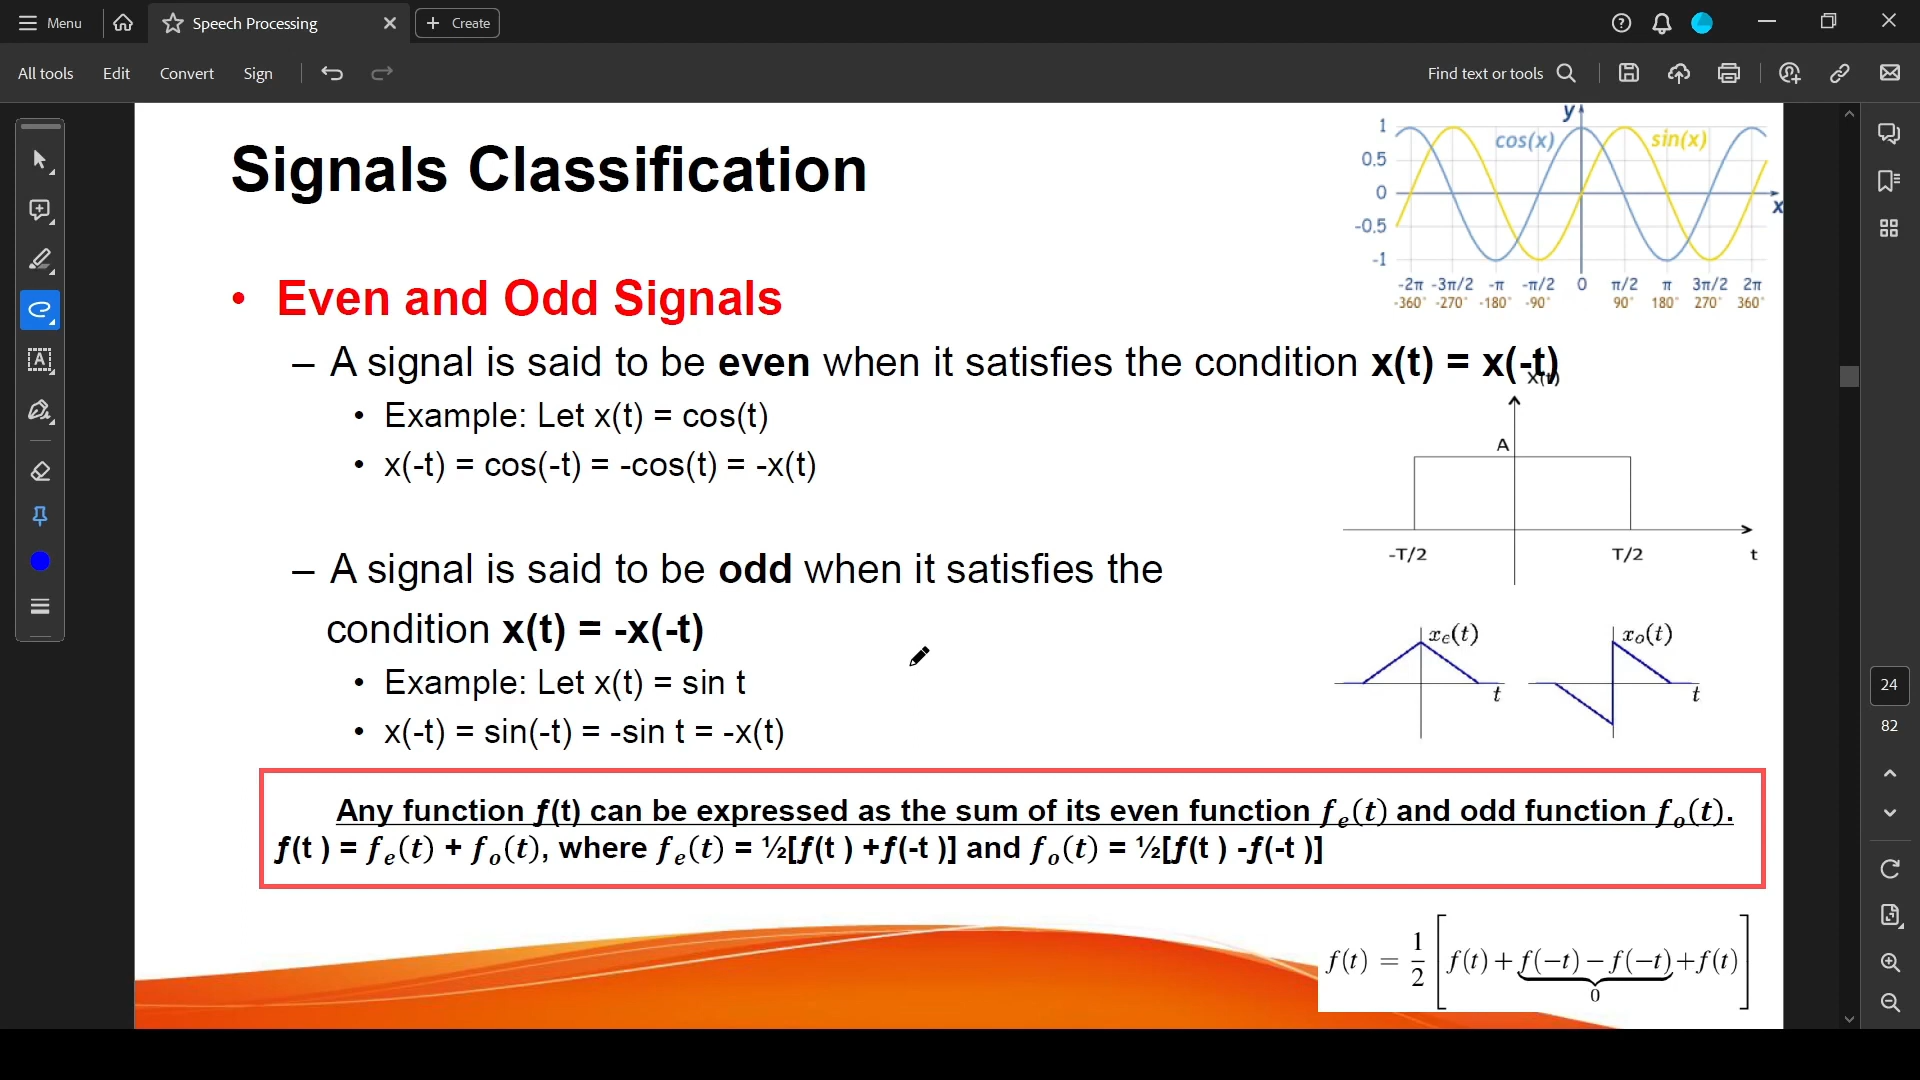 Menu
Speech Processing
Create
All tools
Edit
Convert
Sign
Find text or tools
Signals Classification
y
cos(x)
sin(x)
x
1
0.5
0
-0.5
-1
-2π -3π/2 -π -π/2 0 π/2 π 3π/2 2π
-360° -270° -180° -90° 90° 180° 270° 360°
• Even and Odd Signals
– A signal is said to be even when it satisfies the condition x(t) = x(-t)
• Example: Let x(t) = cos(t)
• x(-t) = cos(-t) = -cos(t) = -x(t)
X(t)
A
-T/2 T/2 t
– A signal is said to be odd when it satisfies the
condition x(t) = -x(-t)
• Example: Let x(t) = sin t
• x(-t) = sin(-t) = -sin t = -x(t)
xₑ(t) t
xₒ(t) t
Any function ƒ(t) can be expressed as the sum of its even function fₑ(t) and odd function fₒ(t).
ƒ(t ) = fₑ(t) + fₒ(t), where fₑ(t) = ½[ƒ(t ) +ƒ(-t )] and fₒ(t) = ½[ƒ(t ) -ƒ(-t )]
f(t) = 1/2 [f(t) + f(−t) − f(−t) + f(t)]
0
24
82
A